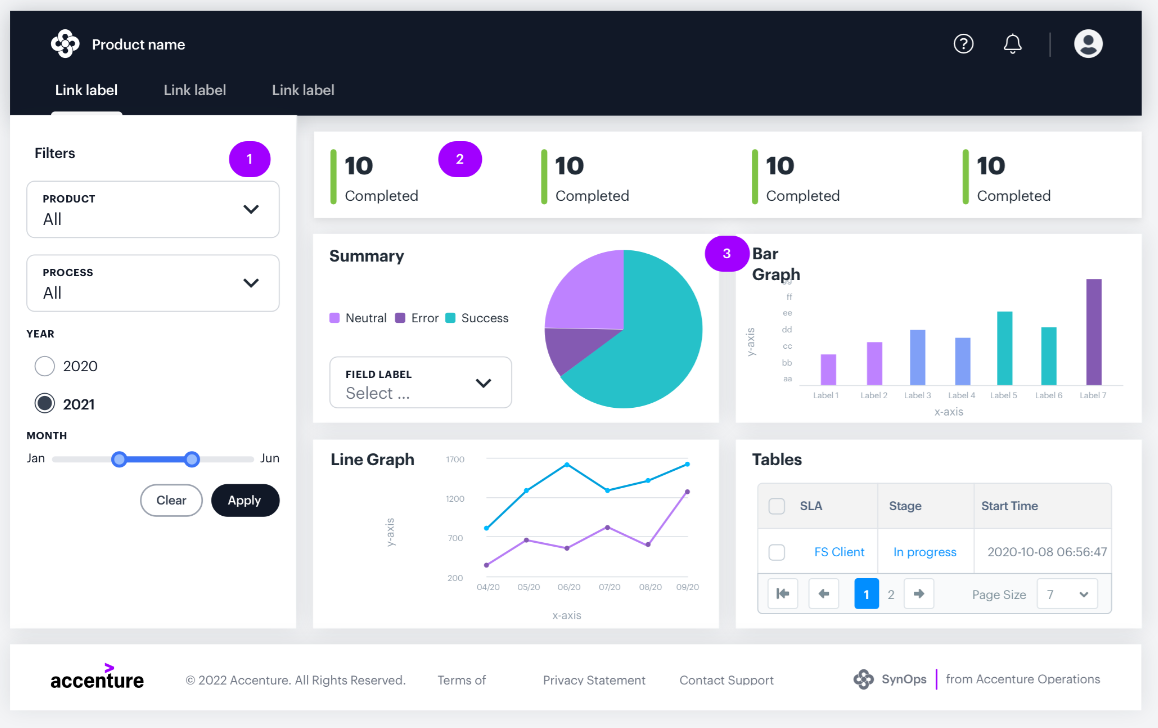 Product name
Link label Link label Link label
Filters
1
PRODUCT
All
PROCESS
All
YEAR
2020
2021
MONTH
Jan Jun
Clear Apply
10 2 10 10 10
Completed Completed Completed Completed
Summary
Neutral Error Success
FIELD LABEL
Select ...
3
Bar
Graph
ff
ee
dd
cc
bb
aa
y-axis
Label 1 Label 2 Label 3 Label 4 Label 5 Label 6 Label 7
x-axis
Line Graph
1700
1200
700
200
y-axis
04/20 05/20 06/20 07/20 08/20 09/20
x-axis
Tables
SLA Stage Start Time
FS Client In progress 2020-10-08 06:56:47
1 2 Page Size 7
accenture © 2022 Accenture. All Rights Reserved. Terms of Privacy Statement Contact Support SynOps from Accenture Operations